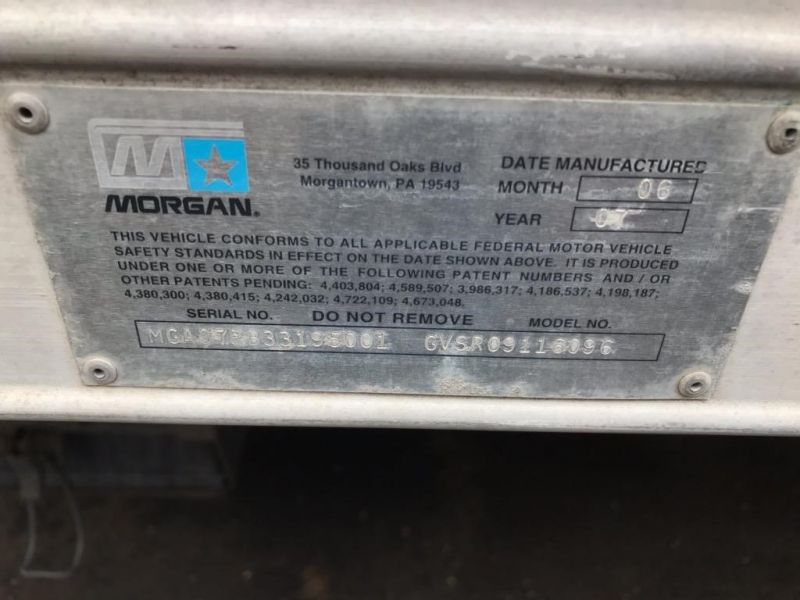 M
MORGAN®
35 Thousand Oaks Blvd
Morgantown, PA 19543
DATE MANUFACTURED
MONTH 06
YEAR 07
THIS VEHICLE CONFORMS TO ALL APPLICABLE FEDERAL MOTOR VEHICLE
SAFETY STANDARDS IN EFFECT ON THE DATE SHOWN ABOVE. IT IS PRODUCED
UNDER ONE OR MORE OF THE FOLLOWING PATENT NUMBERS AND / OR
OTHER PATENTS PENDING: 4,403,804; 4,589,507; 3,986,317; 4,186,537; 4,198,187;
4,380,300; 4,380,415; 4,242,032; 4,722,109; 4,673,048.
SERIAL NO. DO NOT REMOVE MODEL NO.
GVSR09116096